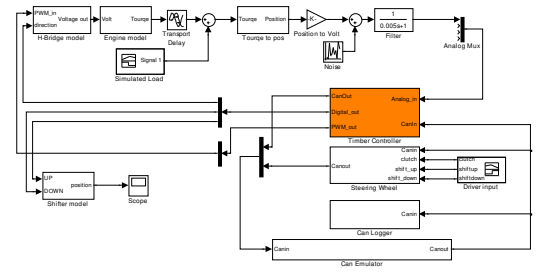 PWM_in
direction
Voltage out
H-Bridge model
Volt
Tourqe
Engine model
Transport
Delay
Signal 1
Simulated Load
Tourqe
Position
Tourqe to pos
-K-
Position to Volt
Noise
1
0.005s+1
Filter
Analog Mux
CanOut
Digital_out
PWM_out
Analog_in
CanIn
Timber Controller
Canout
Canin
clutch
shift_up
shift_down
Steering Wheel
clutch
shiftup
shiftdown
Driver input
UP
DOWN
position
Shifter model
Scope
Canin
Can Logger
Canin
Canout
Can Emulator